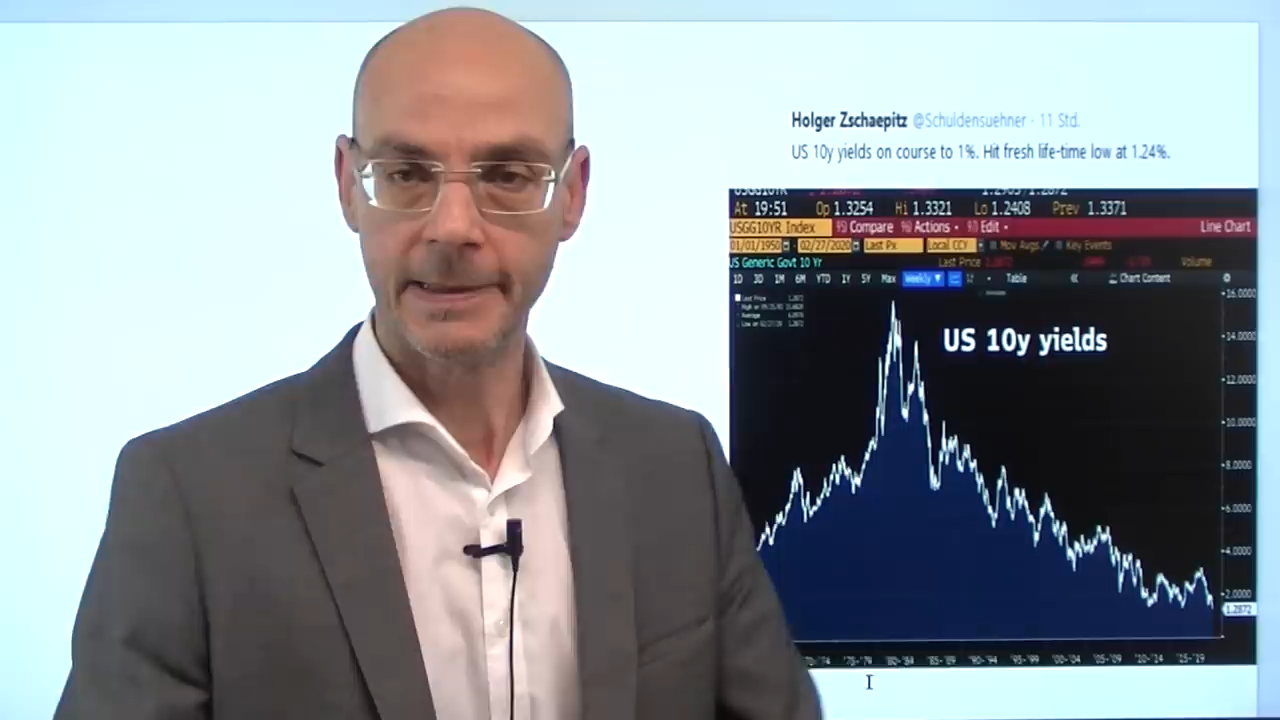 Holger Zschaepitz @Schuldensuehner · 11 Std.
US 10y yields on course to 1%. Hit fresh life-time low at 1.24%.
At 19:51 Op 1.3254 Hi 1.3321 Lo 1.2408 Prev 1.3371
USGG10YR Index Compare Actions Edit Line Chart
01/01/1950 - 02/27/2020 Last Px Local CCY Mov Avgs Key Events
US Generic Govt 10 Yr Last Price Volume
1D 3D 1M 6M YTD 1Y 5Y Max Weekly ▼ Table « Chart Content
Last Price 1.2872
Average
16.0000
US 10y yields
14.0000
12.0000
10.0000
8.0000
6.0000
4.0000
2.0000
1.2872
'75-'79 '80-'84 '85-'89 '90-'94 '95-'99 '00-'04 '05-'09 '10-'14 '15-'19